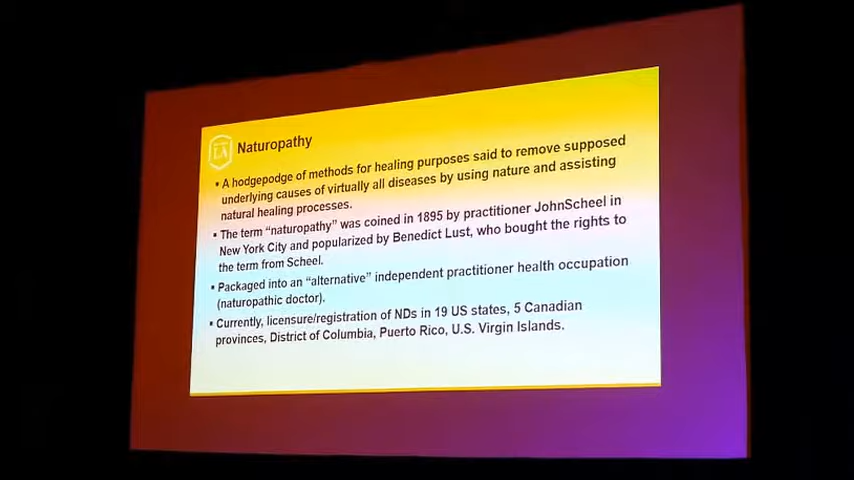 LA
Naturopathy
▪ A hodgepodge of methods for healing purposes said to remove supposed
underlying causes of virtually all diseases by using nature and assisting
natural healing processes.
▪ The term “naturopathy” was coined in 1895 by practitioner JohnScheel in
New York City and popularized by Benedict Lust, who bought the rights to
the term from Scheel.
▪ Packaged into an “alternative” independent practitioner health occupation
(naturopathic doctor).
▪ Currently, licensure/registration of NDs in 19 US states, 5 Canadian
provinces, District of Columbia, Puerto Rico, U.S. Virgin Islands.